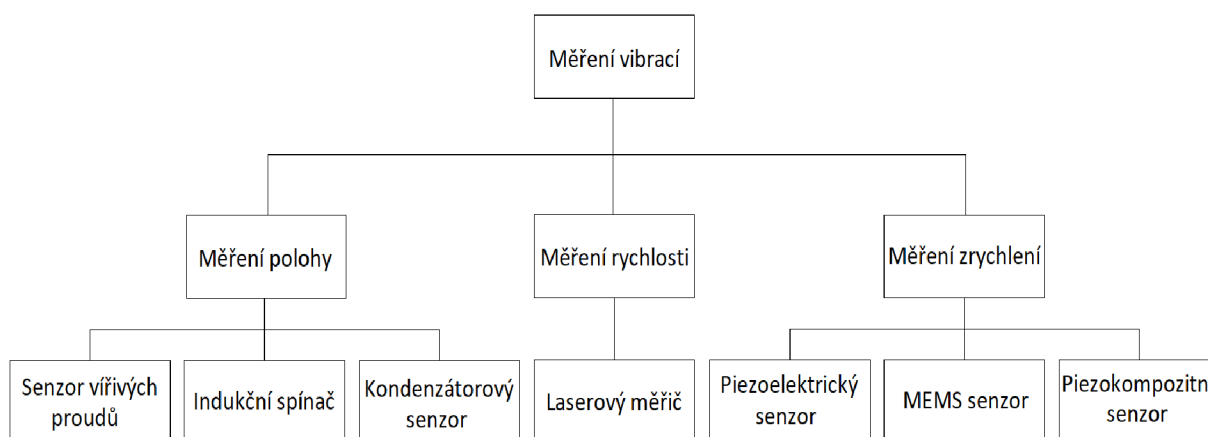 Měření vibrací
Měření polohy
Měření rychlosti
Měření zrychlení
Senzor vířivých
proudů
Indukční spínač
Kondenzátorový
senzor
Laserový měřič
Piezoelektrický
senzor
MEMS senzor
Piezokompozitn
senzor